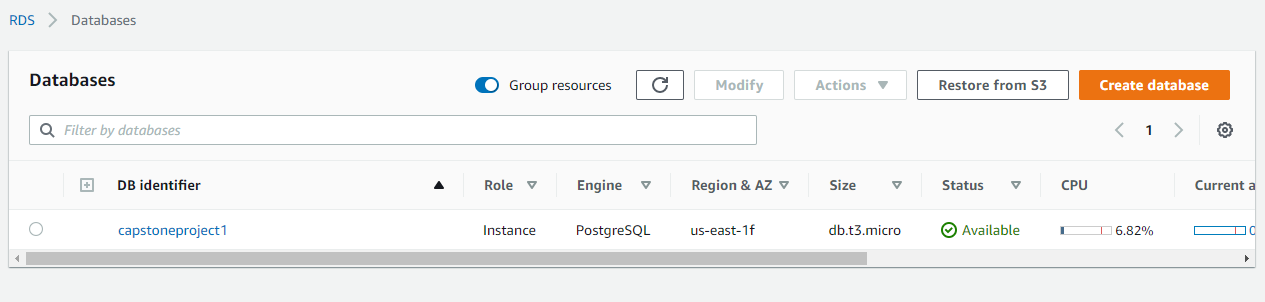 RDS Databases
Databases Group resources Modify Actions Restore from S3 Create database
Filter by databases 1
DB identifier Role Engine Region & AZ Size Status CPU Current a
capstoneproject1 Instance PostgreSQL us-east-1f db.t3.micro Available 6.82% 0